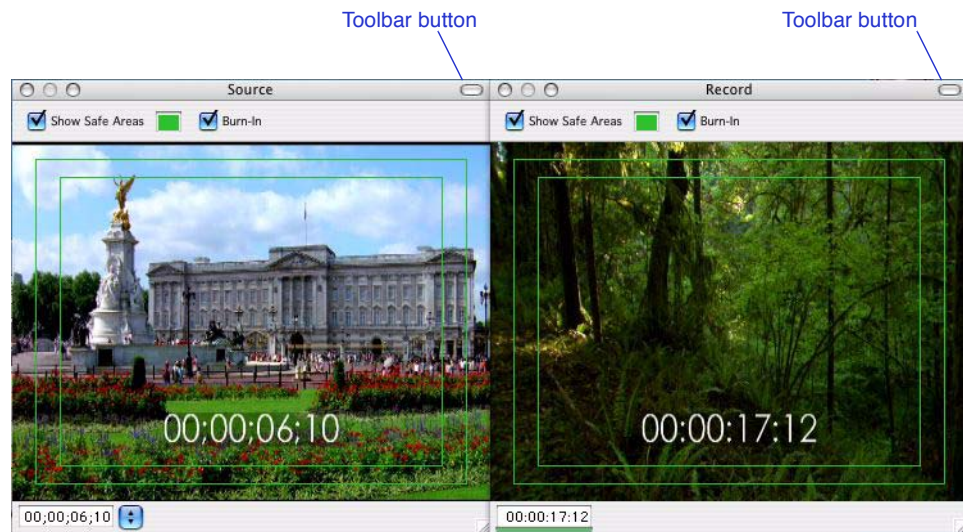 Toolbar button
Toolbar button
Source
Record
Show Safe Areas
Burn-In
Show Safe Areas
Burn-In
00;00;06;10
00:00:17:12
00;00;06;10
00:00:17:12